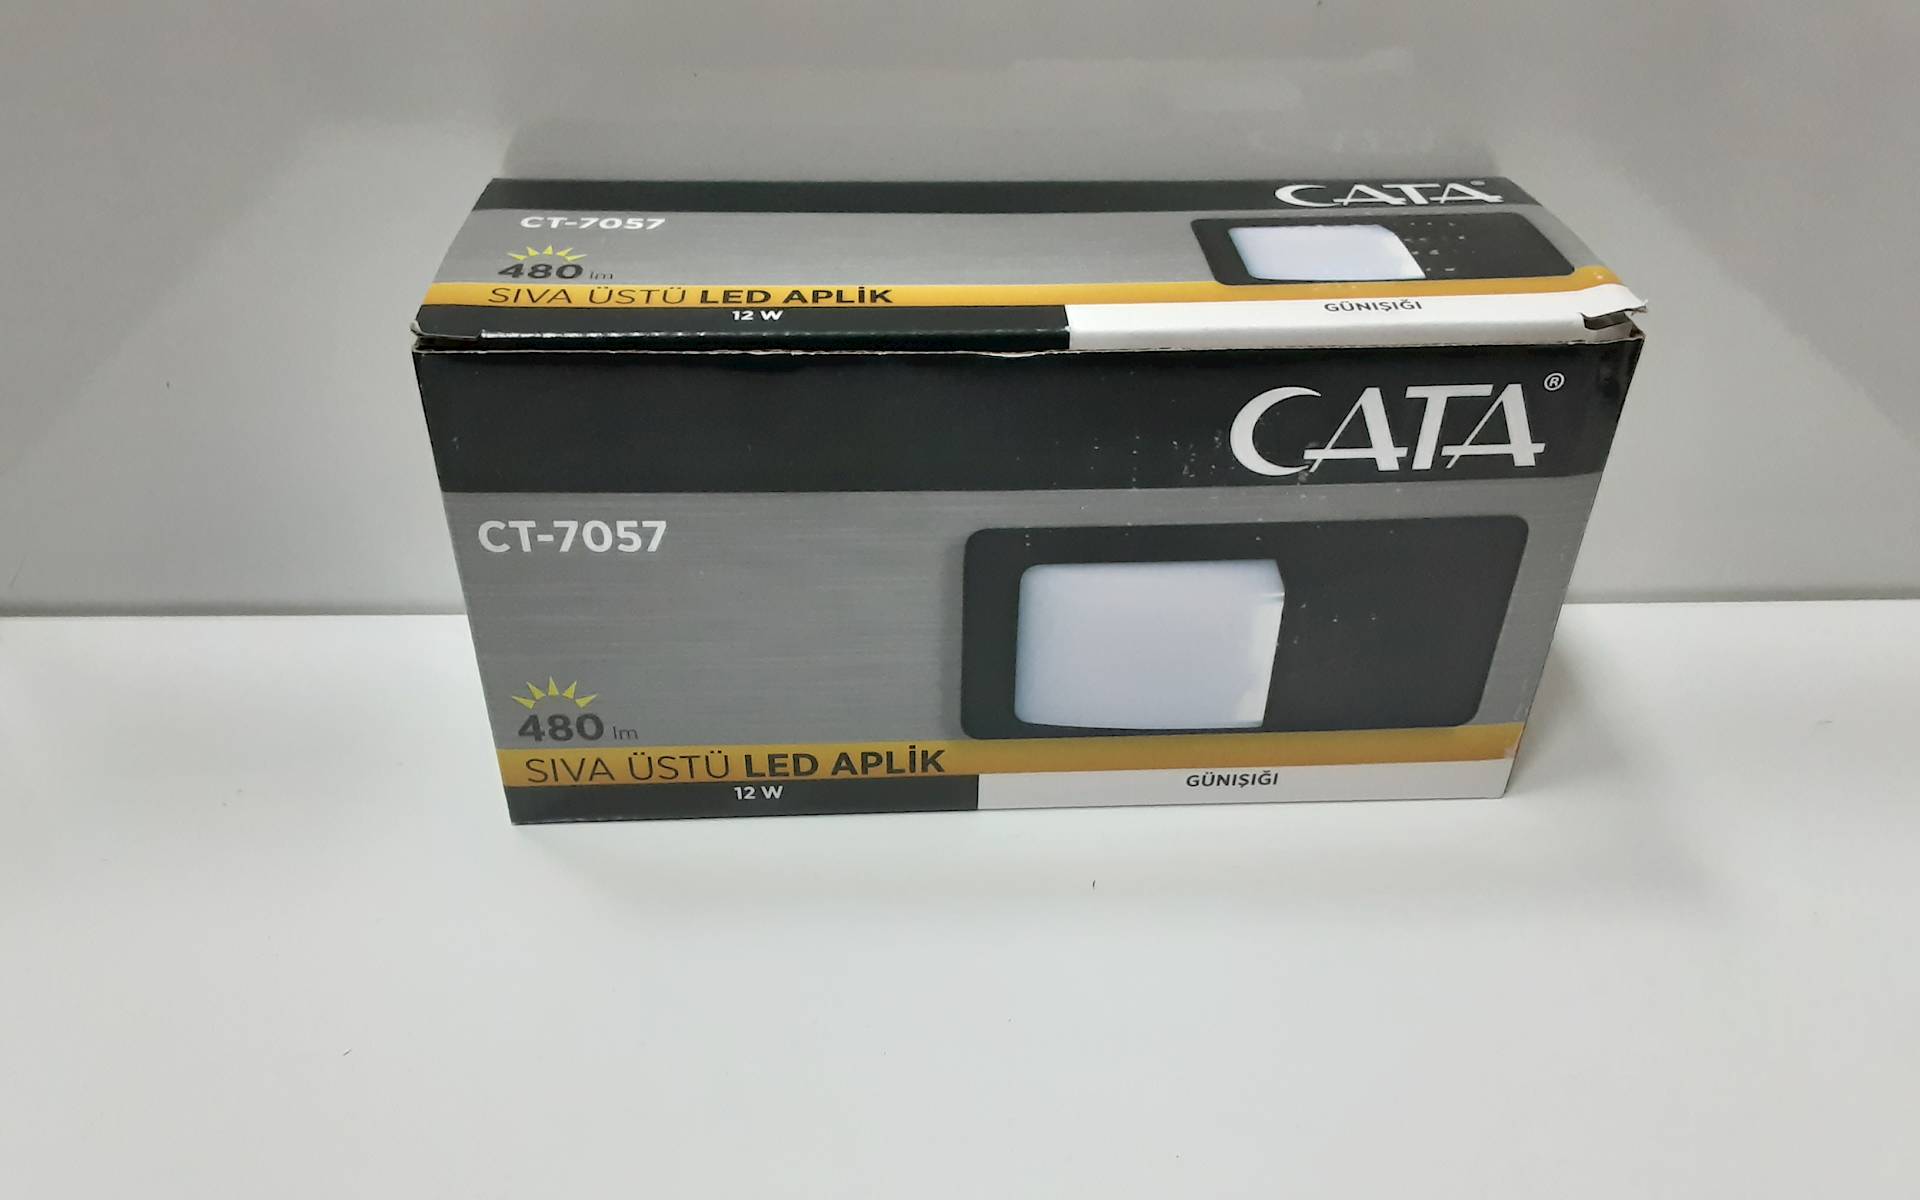 CATA
CT-7057
480 lm
SIVA ÜSTÜ LED APLİK
12 W
GÜNIŞIĞI
CATA®
CT-7057
480 lm
SIVA ÜSTÜ LED APLİK
12 W
GÜNIŞIĞI